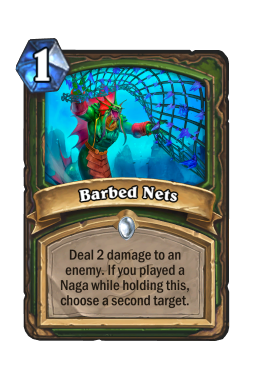 1
Barbed Nets
Deal 2 damage to an
enemy. If you played a
Naga while holding this,
choose a second target.